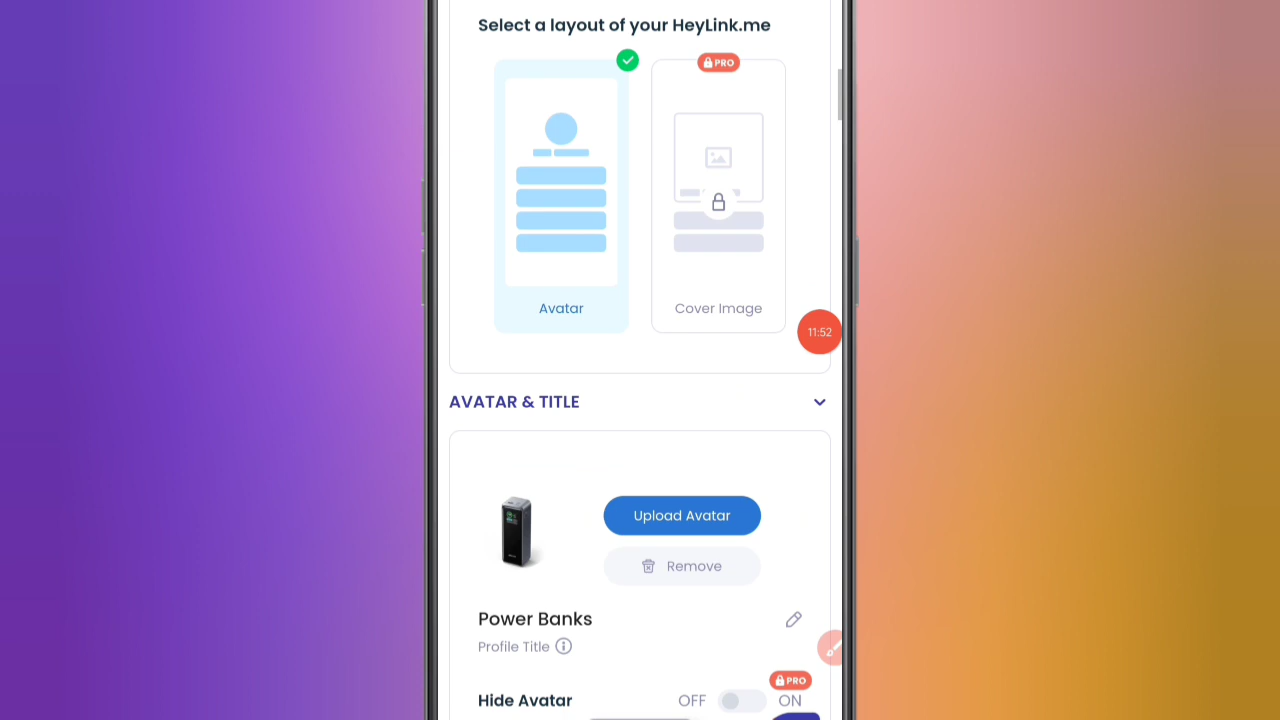 Select a layout of your HeyLink.me
PRO
Avatar
Cover Image
11:52
AVATAR & TITLE
Upload Avatar
Remove
Power Banks
Profile Title
PRO
Hide Avatar OFF ON